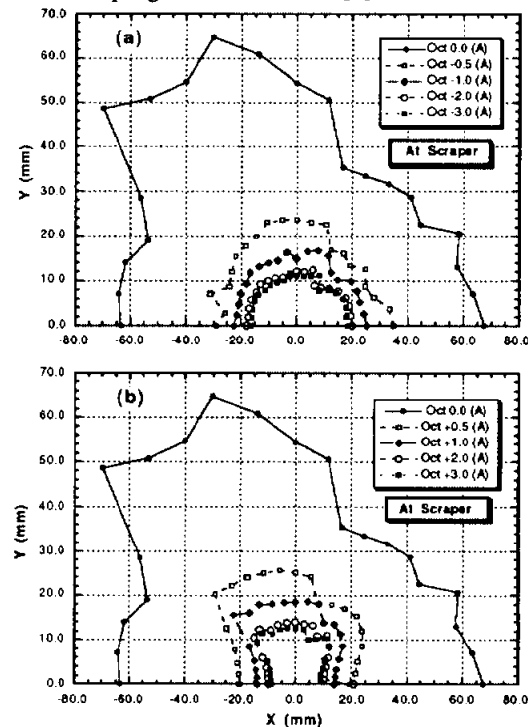 (a)
Oct 0.0 (A)
Oct -0.5 (A)
Oct -1.0 (A)
Oct -2.0 (A)
Oct -3.0 (A)
At Scraper
Y (mm)
70.0
60.0
50.0
40.0
30.0
20.0
10.0
0.0
-80.0 -60.0 -40.0 -20.0 0.0 20.0 40.0 60.0 80.0
(b)
Oct 0.0 (A)
Oct +0.5 (A)
Oct +1.0 (A)
Oct +2.0 (A)
Oct +3.0 (A)
At Scraper
Y (mm)
70.0
60.0
50.0
40.0
30.0
20.0
10.0
0.0
-80.0 -60.0 -40.0 -20.0 0.0 20.0 40.0 60.0 80.0
X (mm)